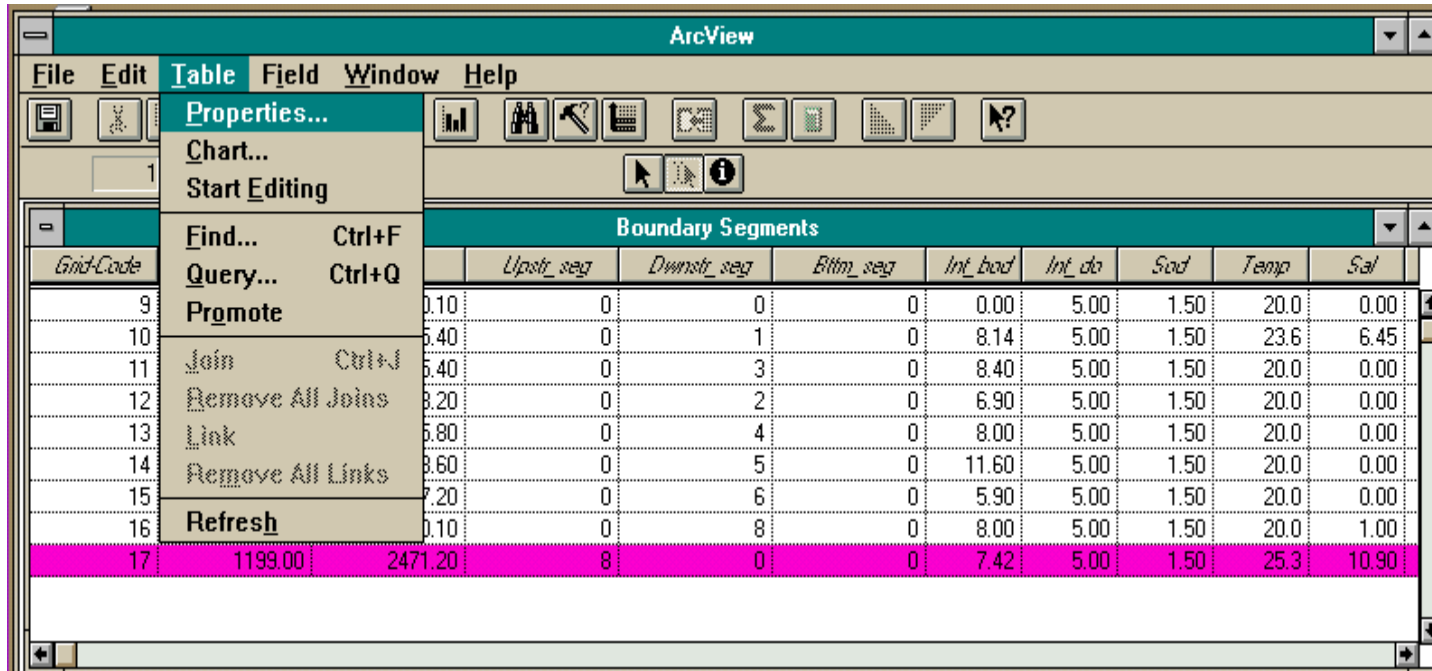 ArcView
File Edit Table Field Window Help
Properties...
Chart...
1
Start Editing
Boundary Segments
Find... Ctrl+F
Grid-Code Upstr_seg Dwnstr_seg Bttm_seg Int_bod Int_do Sod Temp Sal
Query... Ctrl+Q
9 0.10 0 0 0 0.00 5.00 1.50 20.0 0.00
Promote
10 5.40 0 1 0 8.14 5.00 1.50 23.6 6.45
Join Ctrl+J
11 5.40 0 3 0 8.40 5.00 1.50 20.0 0.00
Remove All Joins
12 3.20 0 2 0 6.90 5.00 1.50 20.0 0.00
Link
13 5.80 0 4 0 8.00 5.00 1.50 20.0 0.00
Remove All Links
14 3.60 0 5 0 11.60 5.00 1.50 20.0 0.00
15 7.20 0 6 0 5.90 5.00 1.50 20.0 0.00
Refresh
16 0.10 0 8 0 8.00 5.00 1.50 20.0 1.00
17 1199.00 2471.20 8 0 0 7.42 5.00 1.50 25.3 10.90